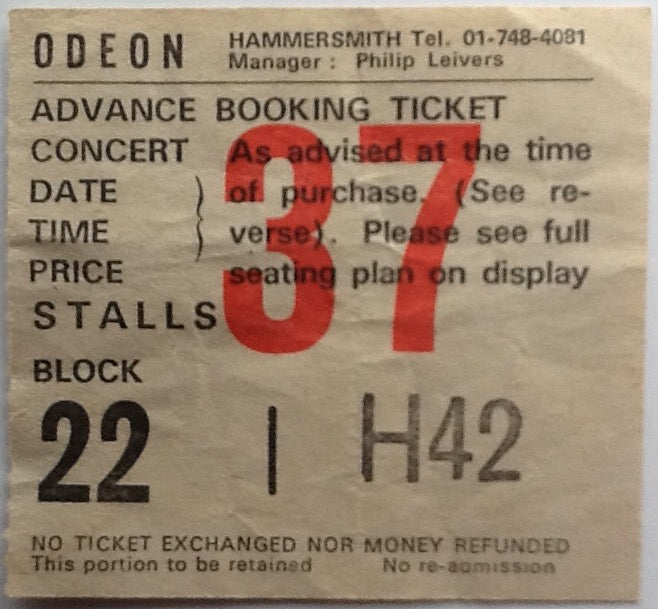 ODEON HAMMERSMITH Tel. 01-748-4081
Manager : Philip Leivers
ADVANCE BOOKING TICKET
CONCERT As advised at the time
DATE ) of purchase. (See re-
TIME ) verse). Please see full
PRICE seating plan on display
37
STALLS
BLOCK
22 | H42
NO TICKET EXCHANGED NOR MONEY REFUNDED
This portion to be retained No re-admission